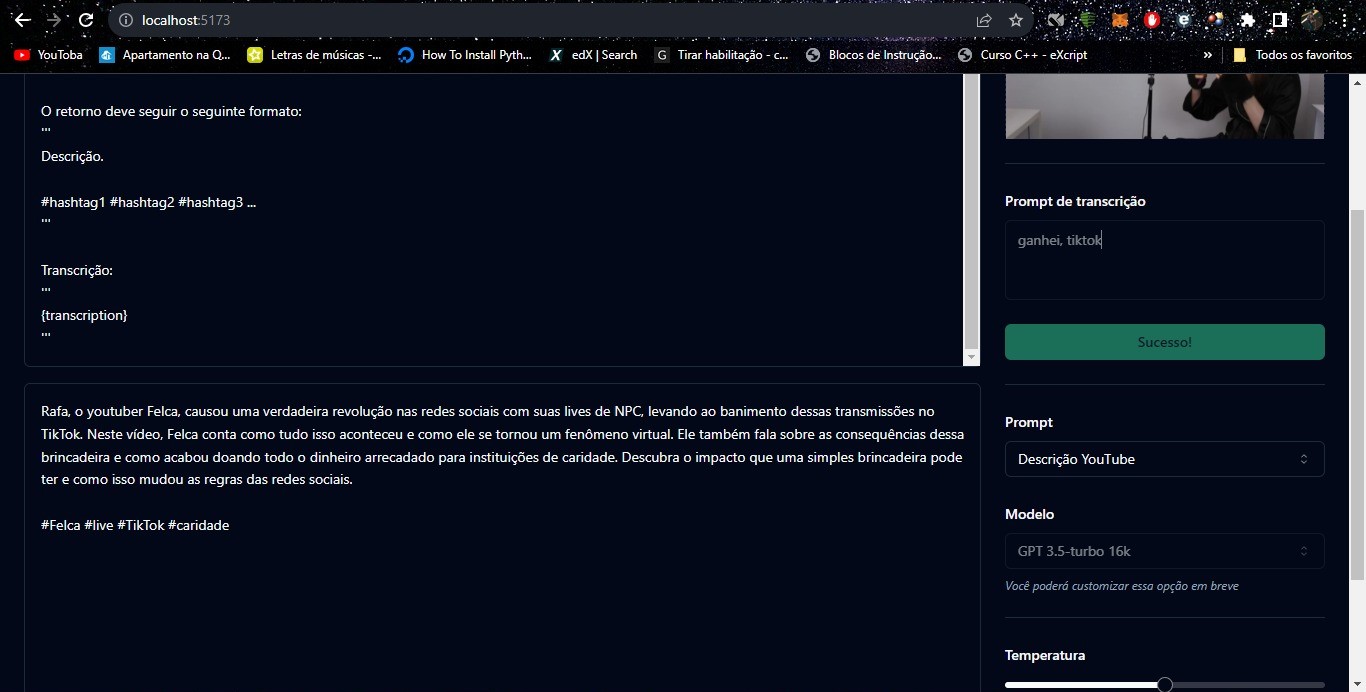 localhost:5173
YouToba
Apartamento na Q...
Letras de músicas -...
How To Install Pyth...
edX | Search
Tirar habilitação - c...
Blocos de Instrução...
Curso C++ - eXcript
»
Todos os favoritos
O retorno deve seguir o seguinte formato:
'''
Descrição.
#hashtag1 #hashtag2 #hashtag3 ...
'''
Transcrição:
'''
{transcription}
'''
Rafa, o youtuber Felca, causou uma verdadeira revolução nas redes sociais com suas lives de NPC, levando ao banimento dessas transmissões no
TikTok. Neste vídeo, Felca conta como tudo isso aconteceu e como ele se tornou um fenômeno virtual. Ele também fala sobre as consequências dessa
brincadeira e como acabou doando todo o dinheiro arrecadado para instituições de caridade. Descubra o impacto que uma simples brincadeira pode
ter e como isso mudou as regras das redes sociais.
#Felca #live #TikTok #caridade
Prompt de transcrição
ganhei, tiktok
Sucesso!
Prompt
Descrição YouTube
Modelo
GPT 3.5-turbo 16k
Você poderá customizar essa opção em breve
Temperatura